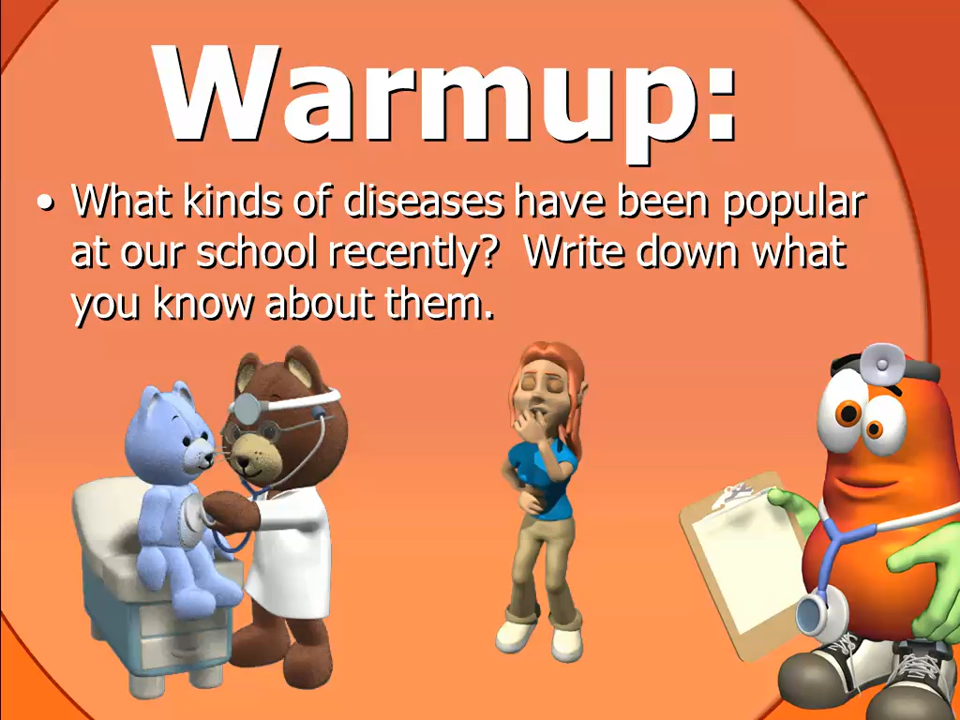 Warmup:
• What kinds of diseases have been popular
at our school recently?  Write down what
you know about them.